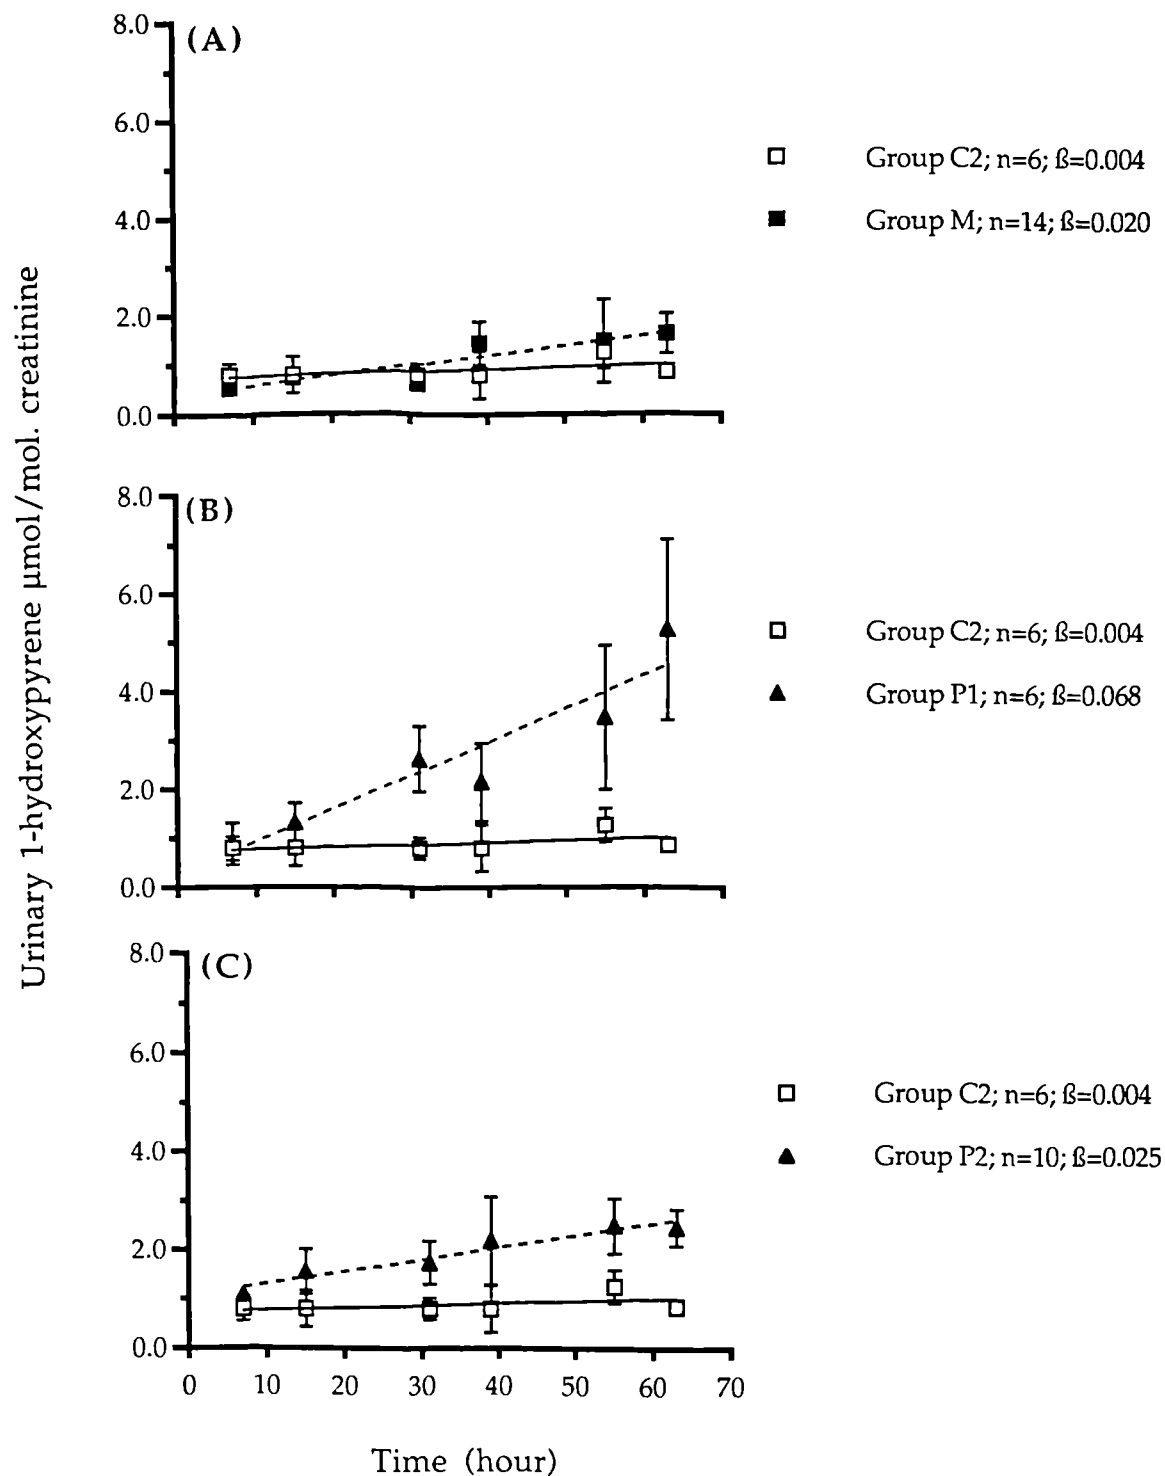 Urinary 1-hydroxypyrene µmol/mol. creatinine
(A)
8.0
6.0
4.0
2.0
0.0
Group C2; n=6; ß=0.004
Group M; n=14; ß=0.020
(B)
8.0
6.0
4.0
2.0
0.0
Group C2; n=6; ß=0.004
Group P1; n=6; ß=0.068
(C)
8.0
6.0
4.0
2.0
0.0
Group C2; n=6; ß=0.004
Group P2; n=10; ß=0.025
0 10 20 30 40 50 60 70
Time (hour)